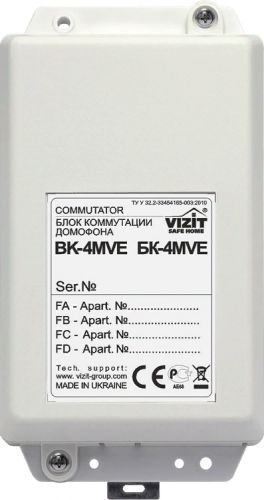 ТУ У 32.2-33454165-003:2010
COMMUTATOR
БЛОК КОММУТАЦИИ
ДОМОФОНА
VIZIT
SAFE HOME
BK-4MVE БК-4MVE
Ser.№
FA - Apart. №........................
FB - Apart. №........................
FC - Apart. №........................
FD - Apart. №........................
Tech. support:
www.vizit-group.com
MADE IN UKRAINE
CE
АЕ68